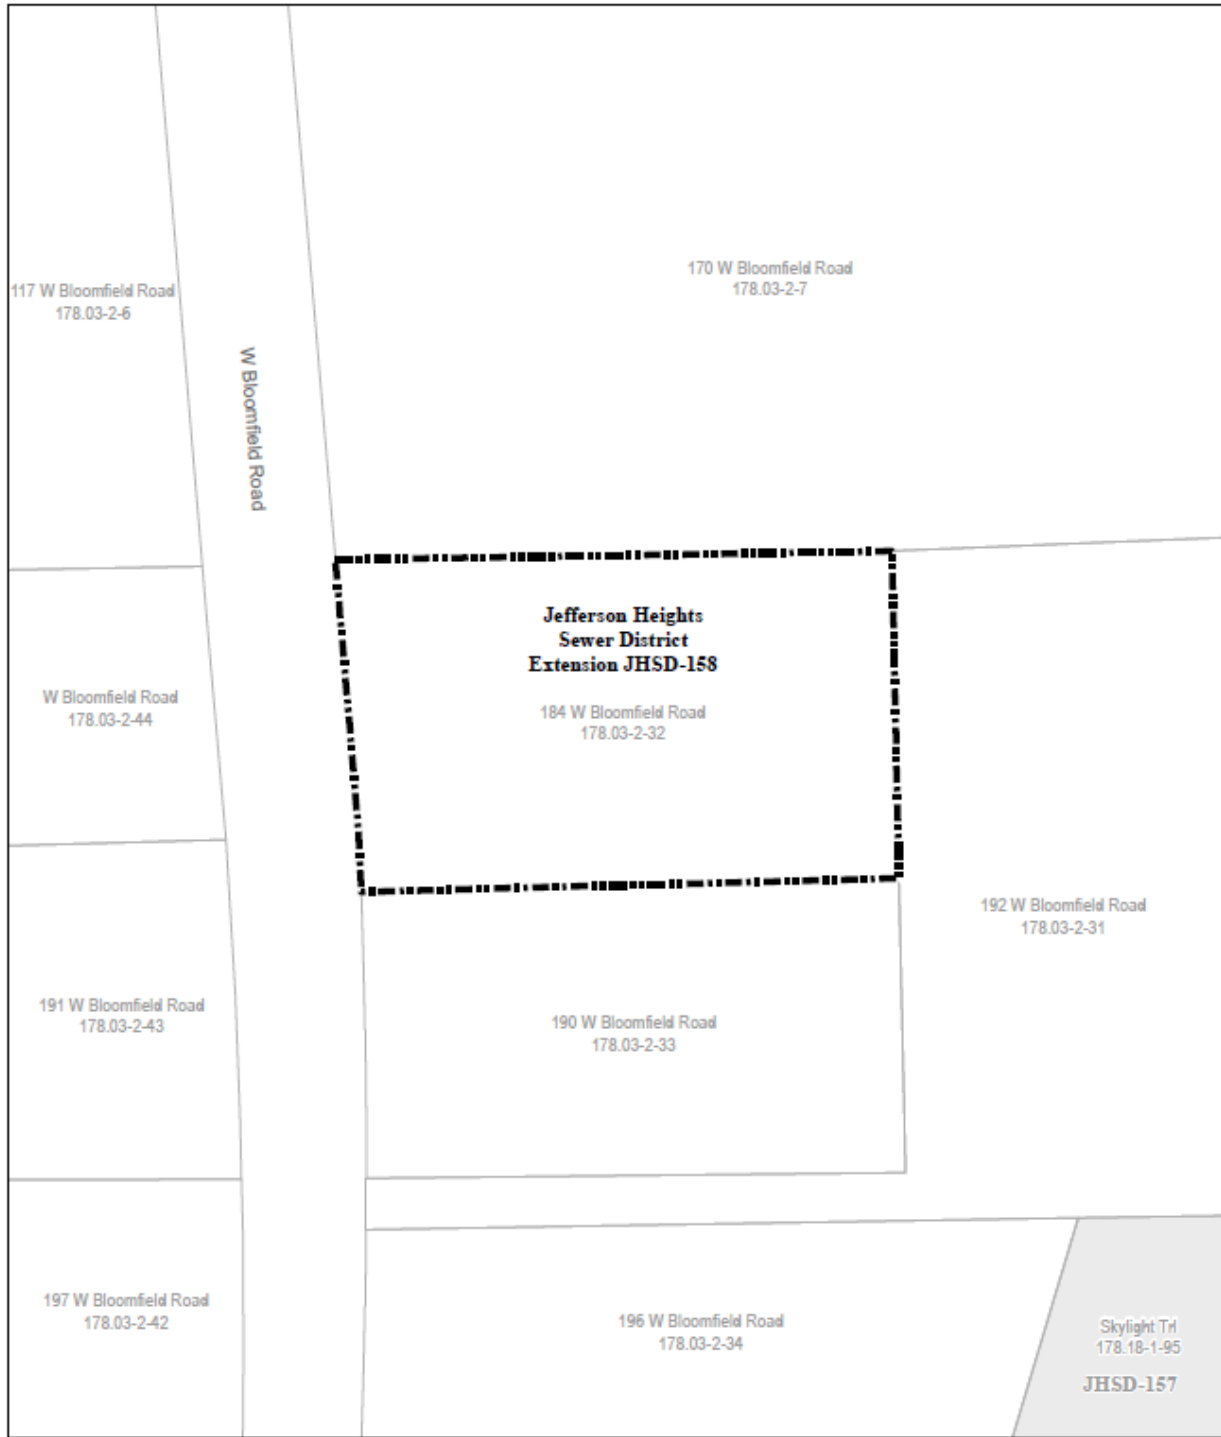 170 W Bloomfield Road
178.03-2-7
117 W Bloomfield Road
178.03-2-6
W Bloomfield Road
Jefferson Heights
Sewer District
Extension JHSD-158
184 W Bloomfield Road
178.03-2-32
W Bloomfield Road
178.03-2-44
192 W Bloomfield Road
178.03-2-31
191 W Bloomfield Road
178.03-2-43
190 W Bloomfield Road
178.03-2-33
197 W Bloomfield Road
178.03-2-42
196 W Bloomfield Road
178.03-2-34
Skylight Trl
178.18-1-95
JHSD-157